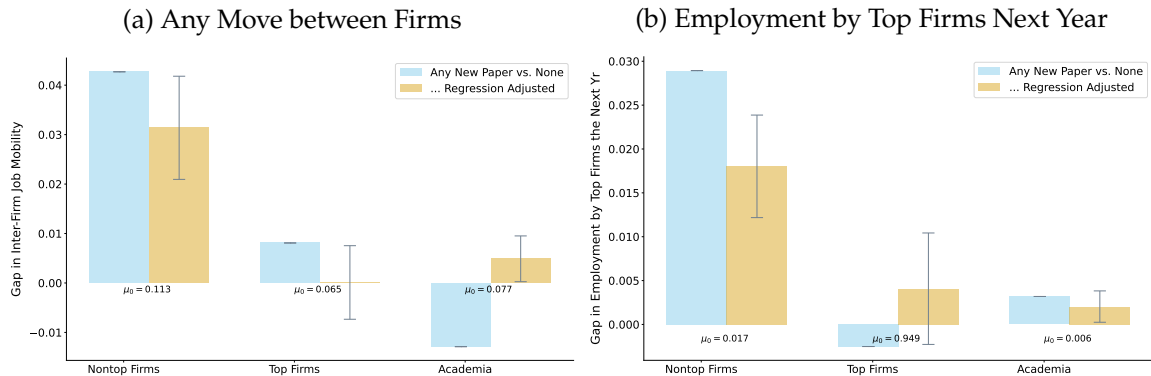 (a) Any Move between Firms
Gap in Inter-Firm Job Mobility
0.04
0.03
0.02
0.01
0.00
−0.01
Any New Paper vs. None
... Regression Adjusted
μ₀ = 0.113
μ₀ = 0.065
μ₀ = 0.077
Nontop Firms
Top Firms
Academia
(b) Employment by Top Firms Next Year
Gap in Employment by Top Firms the Next Yr
0.030
0.025
0.020
0.015
0.010
0.005
0.000
Any New Paper vs. None
... Regression Adjusted
μ₀ = 0.017
μ₀ = 0.949
μ₀ = 0.006
Nontop Firms
Top Firms
Academia